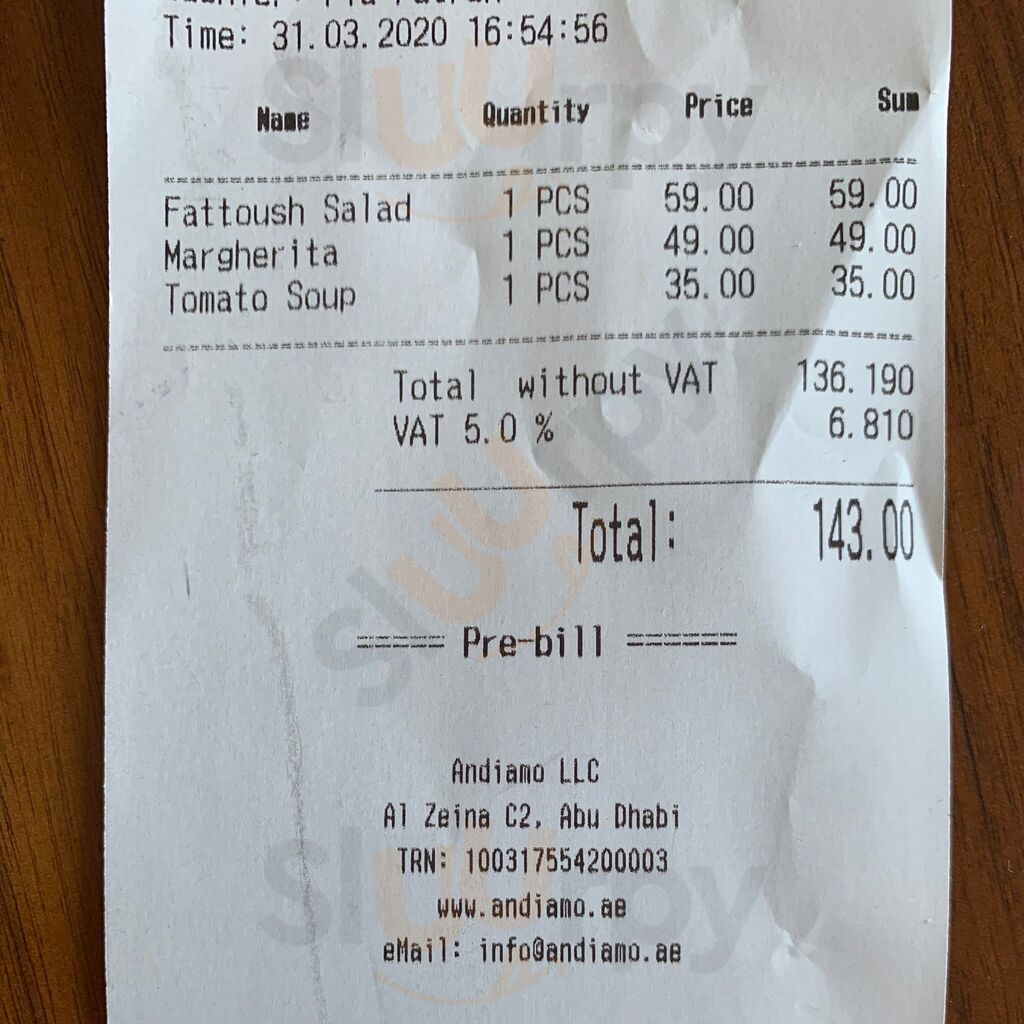 Time: 31.03.2020 16:54:56
Name Quantity Price Sum
Fattoush Salad 1 PCS 59.00 59.00
Margherita 1 PCS 49.00 49.00
Tomato Soup 1 PCS 35.00 35.00
Total without VAT 136.190
VAT 5.0 % 6.810
Total: 143.00
====== Pre-bill =======
Andiamo LLC
Al Zeina C2, Abu Dhabi
TRN: 100317554200003
www.andiamo.ae
eMail: info@andiamo.ae
sluurpy
sluurpy
sluurpy